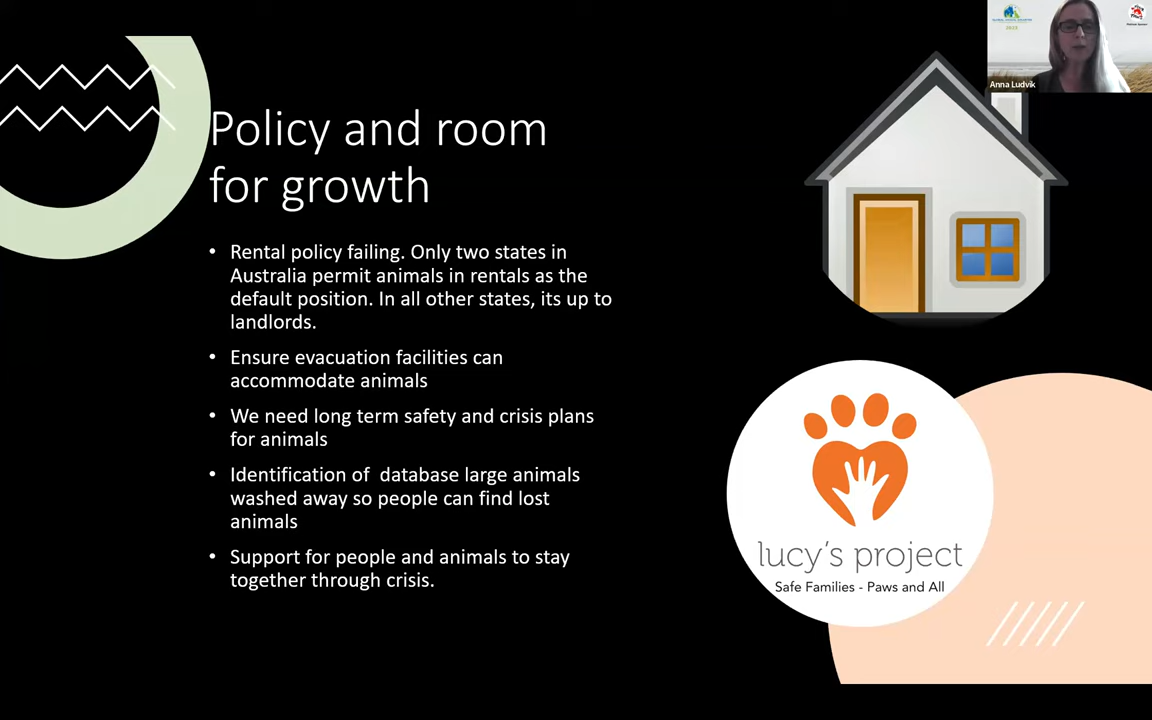 Policy and room
for growth
• Rental policy failing. Only two states in
Australia permit animals in rentals as the
default position. In all other states, its up to
landlords.
• Ensure evacuation facilities can
accommodate animals
• We need long term safety and crisis plans
for animals
• Identification of  database large animals
washed away so people can find lost
animals
• Support for people and animals to stay
together through crisis.
lucy's project
Safe Families - Paws and All
Anna Ludvik